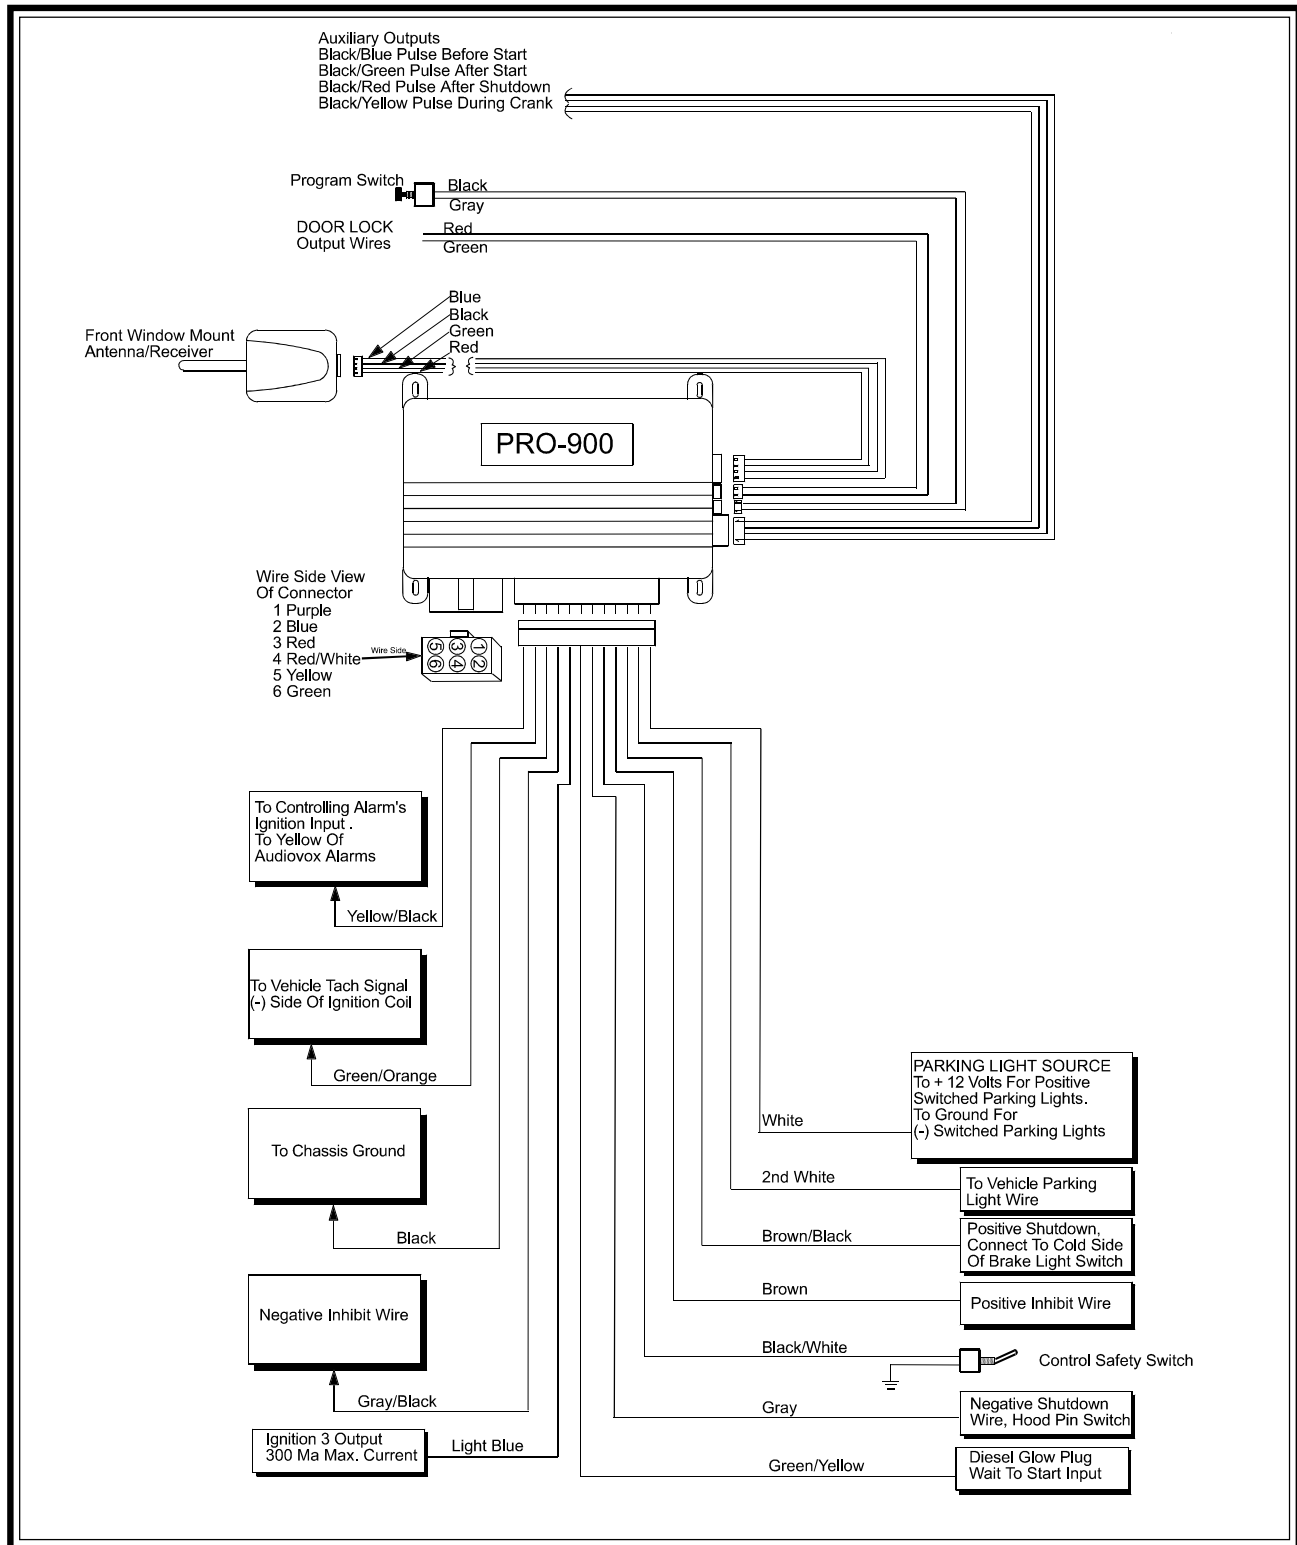 Auxiliary Outputs
Black/Blue Pulse Before Start
Black/Green Pulse After Start
Black/Red Pulse After Shutdown
Black/Yellow Pulse During Crank
Program Switch
Black
Gray
DOOR LOCK
Output Wires
Red
Green
Blue
Black
Green
Red
Front Window Mount
Antenna/Receiver
PRO-900
Wire Side View
Of Connector
1 Purple
2 Blue
3 Red
4 Red/White
5 Yellow
6 Green
Wire Side
5 3 1
6 4 2
To Controlling Alarm's
Ignition Input .
To Yellow Of
Audiovox Alarms
Yellow/Black
To Vehicle Tach Signal
(-) Side Of Ignition Coil
Green/Orange
To Chassis Ground
Black
Negative Inhibit Wire
Gray/Black
Ignition 3 Output
300 Ma Max. Current
Light Blue
White
PARKING LIGHT SOURCE
To + 12 Volts For Positive
Switched Parking Lights.
To Ground For
(-) Switched Parking Lights
2nd White
To Vehicle Parking
Light Wire
Brown/Black
Positive Shutdown,
Connect To Cold Side
Of Brake Light Switch
Brown
Positive Inhibit Wire
Black/White
Control Safety Switch
Gray
Negative Shutdown
Wire, Hood Pin Switch
Green/Yellow
Diesel Glow Plug
Wait To Start Input